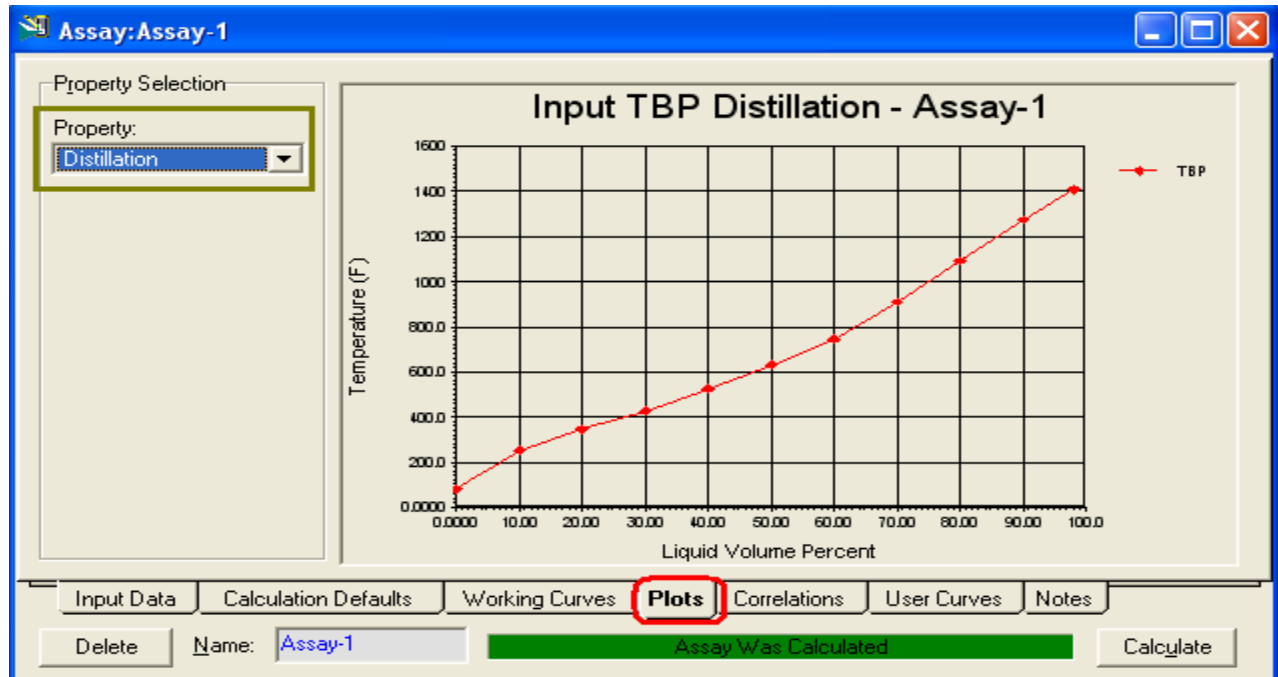 Assay:Assay-1
Property Selection
Property:
Distillation
Input TBP Distillation - Assay-1
TBP
Temperature (F)
1600
1400
1200
1000
800.0
600.0
400.0
200.0
0.0000
0.0000 10.00 20.00 30.00 40.00 50.00 60.00 70.00 80.00 90.00 100.0
Liquid Volume Percent
Input Data Calculation Defaults Working Curves Plots Correlations User Curves Notes
Delete Name: Assay-1 Assay Was Calculated Calculate